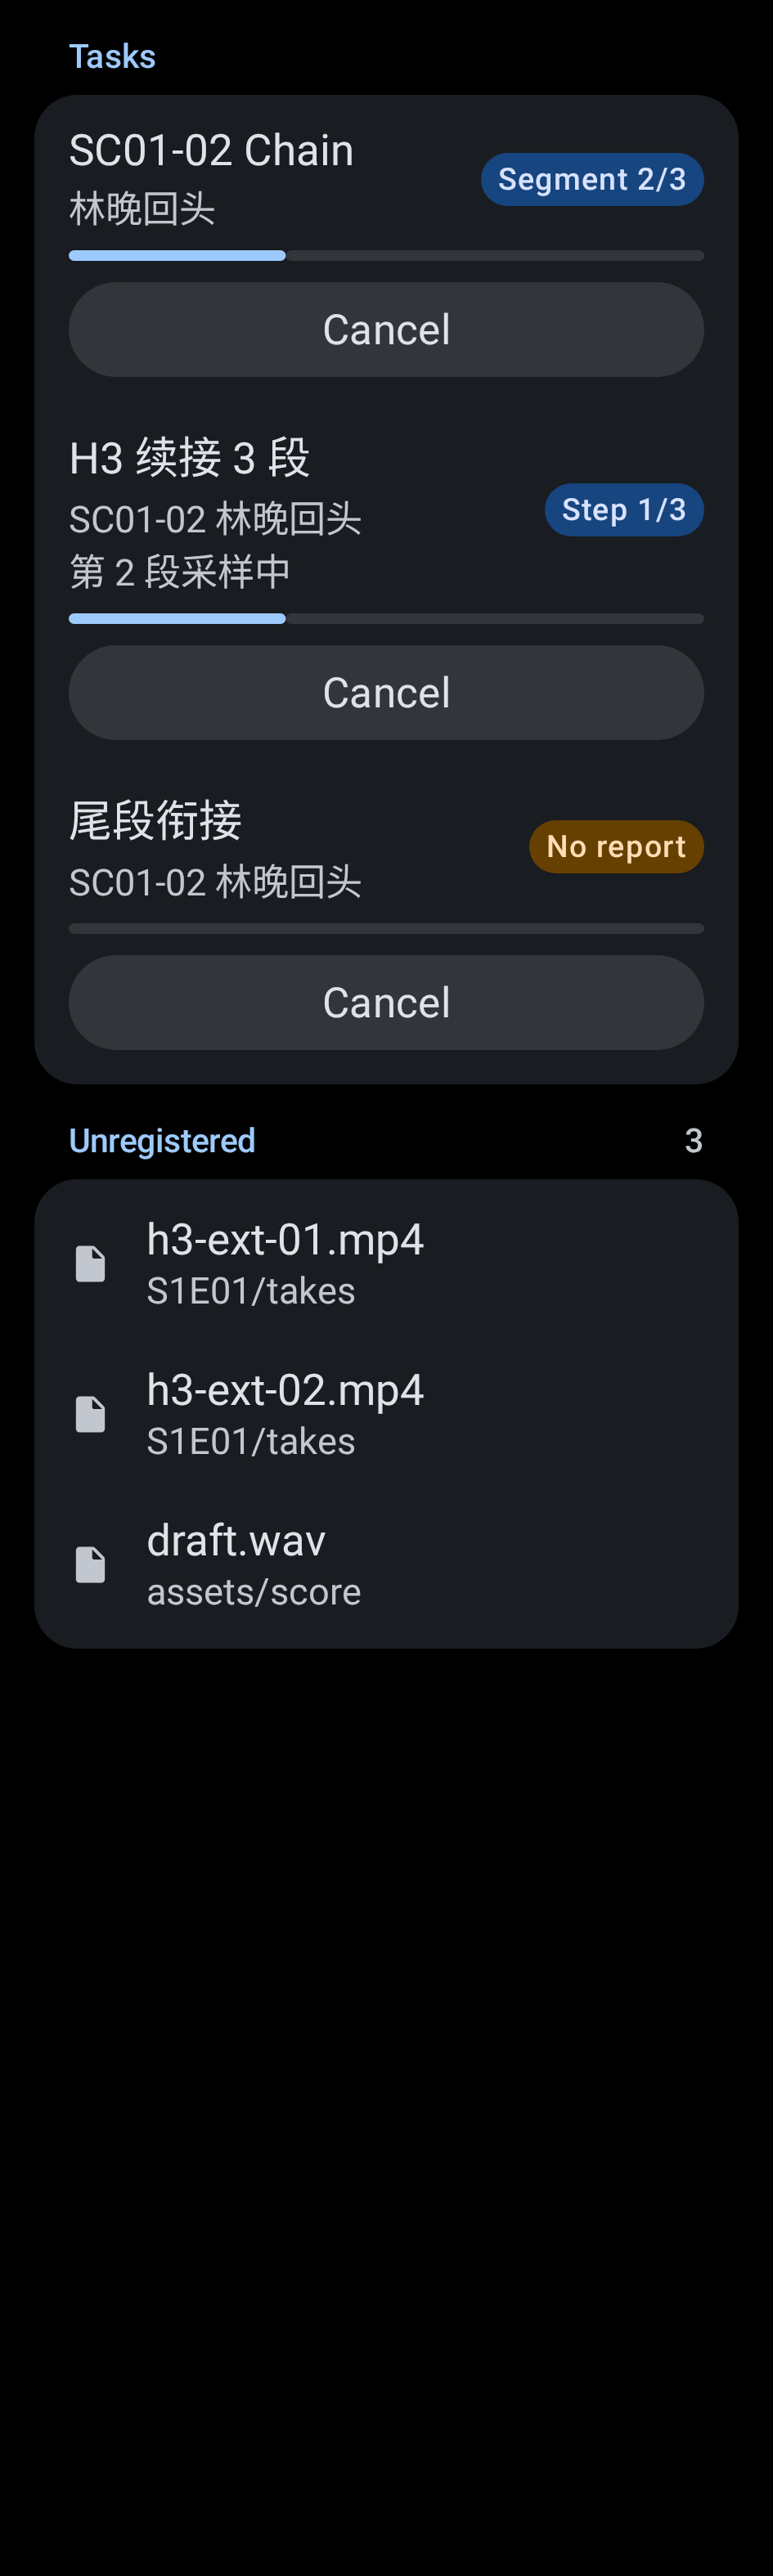 Tasks
SC01-02 Chain
林晚回头
Segment 2/3
Cancel
H3 续接 3 段
SC01-02 林晚回头
第 2 段采样中
Step 1/3
Cancel
尾段衔接
SC01-02 林晚回头
No report
Cancel
Unregistered
3
h3-ext-01.mp4
S1E01/takes
h3-ext-02.mp4
S1E01/takes
draft.wav
assets/score